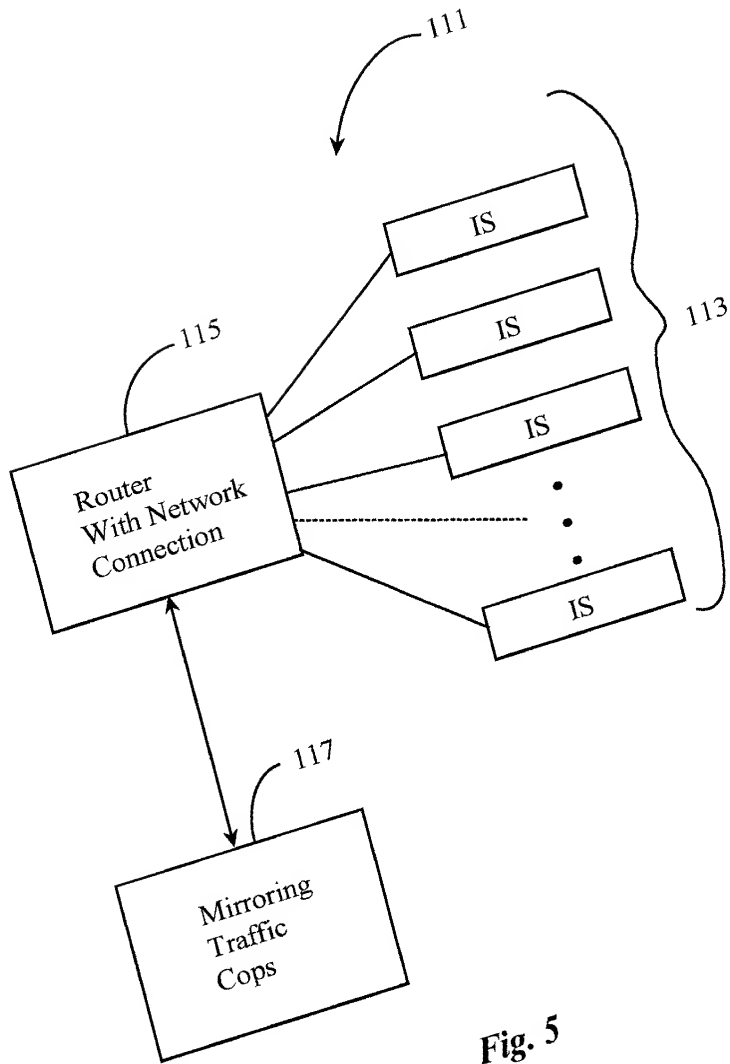 111
IS
IS
113
115
IS
Router
With Network
Connection
IS
117
Mirroring
Traffic
Cops
Fig. 5